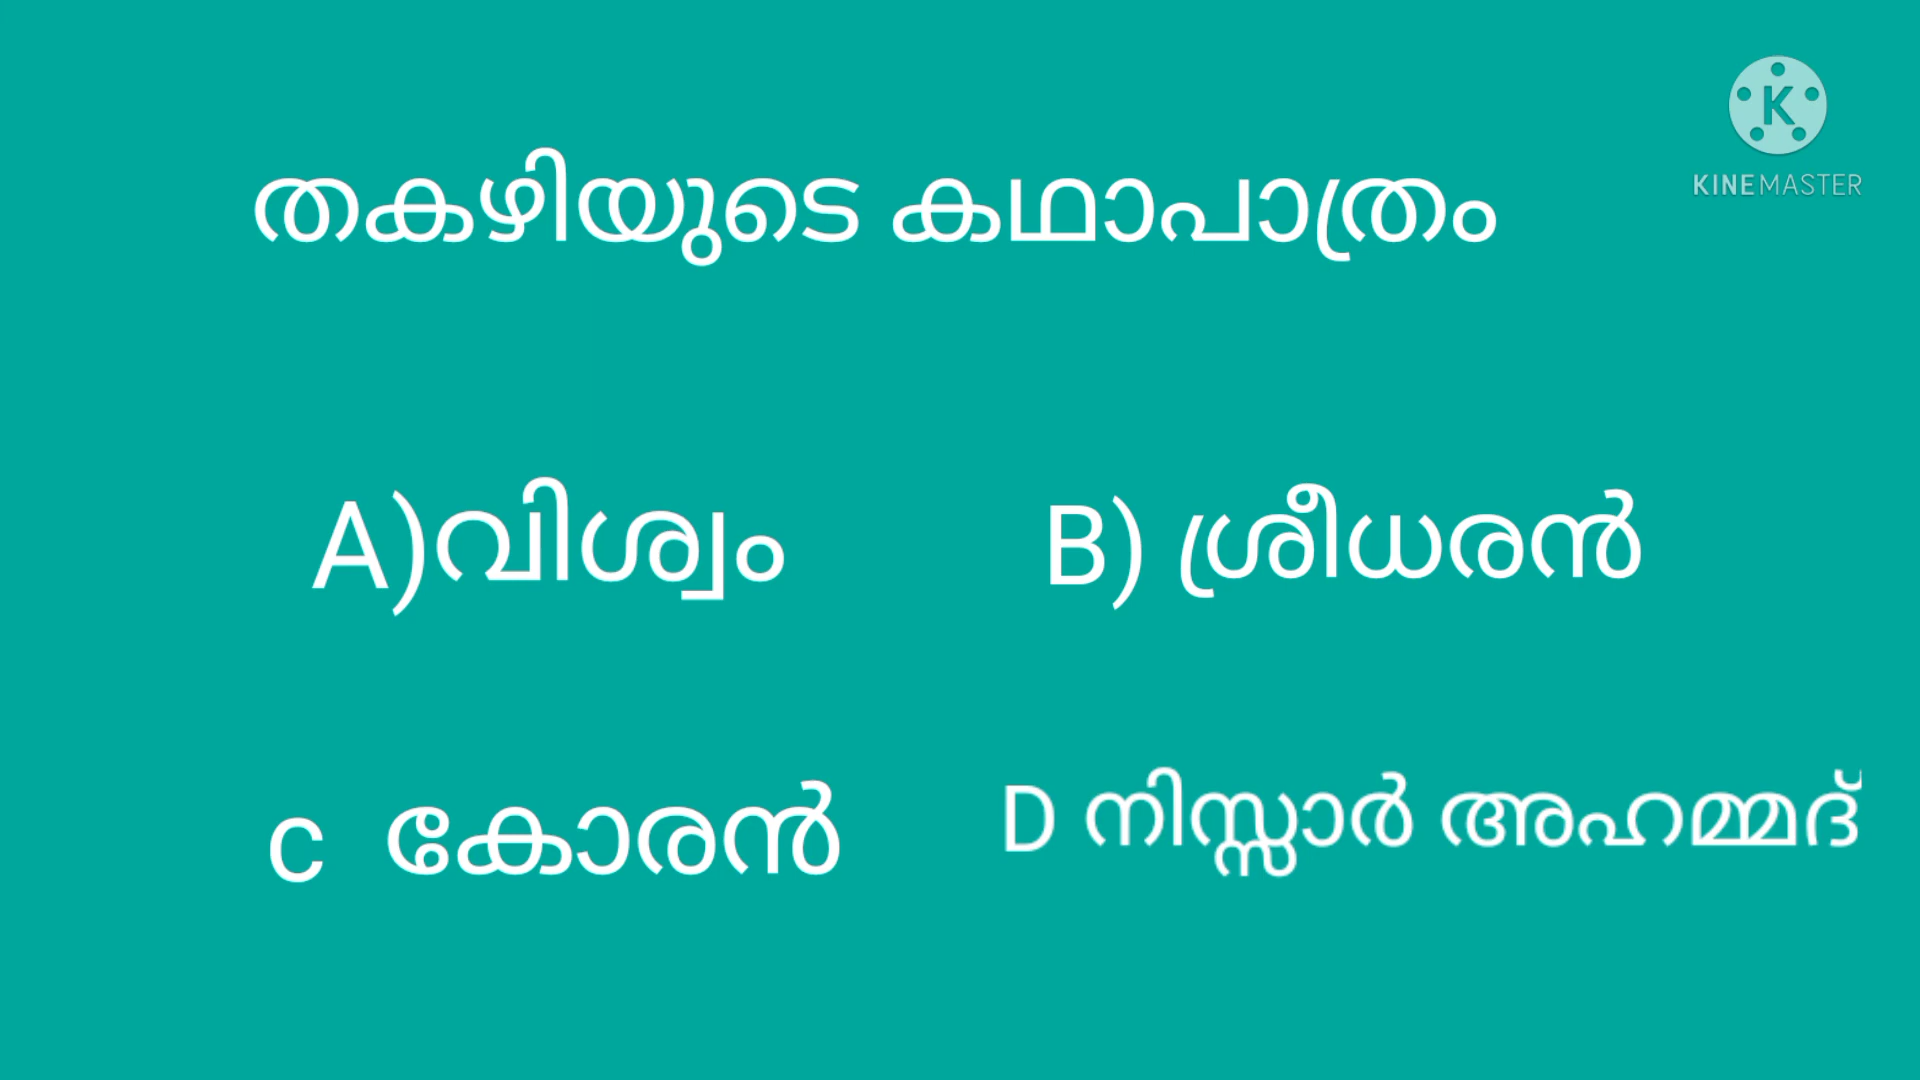 KINEMASTER
തകഴിയുടെ കഥാപാത്രം
A)വിശ്വം
B) ശ്രീധരൻ
c കോരൻ
D നിസ്സാർ അഹമ്മദ്